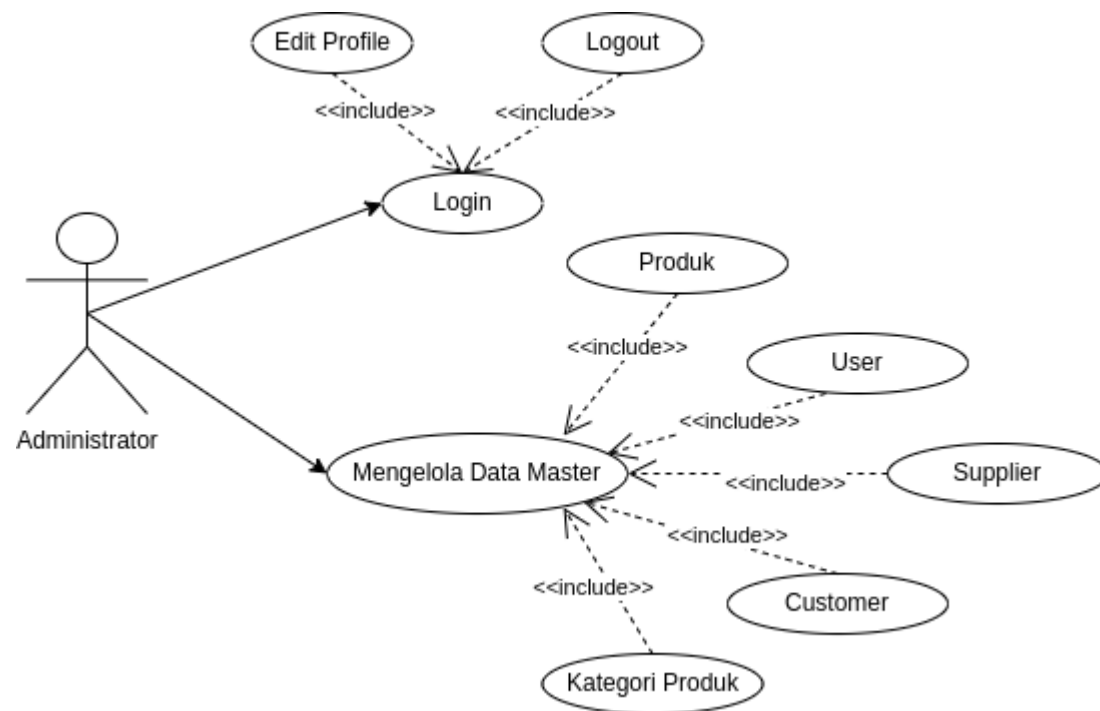 Edit Profile
Logout
<<include>>
<<include>>
Login
Produk
<<include>>
User
<<include>>
Administrator
Mengelola Data Master
Supplier
<<include>>
<<include>>
<<include>>
Customer
Kategori Produk